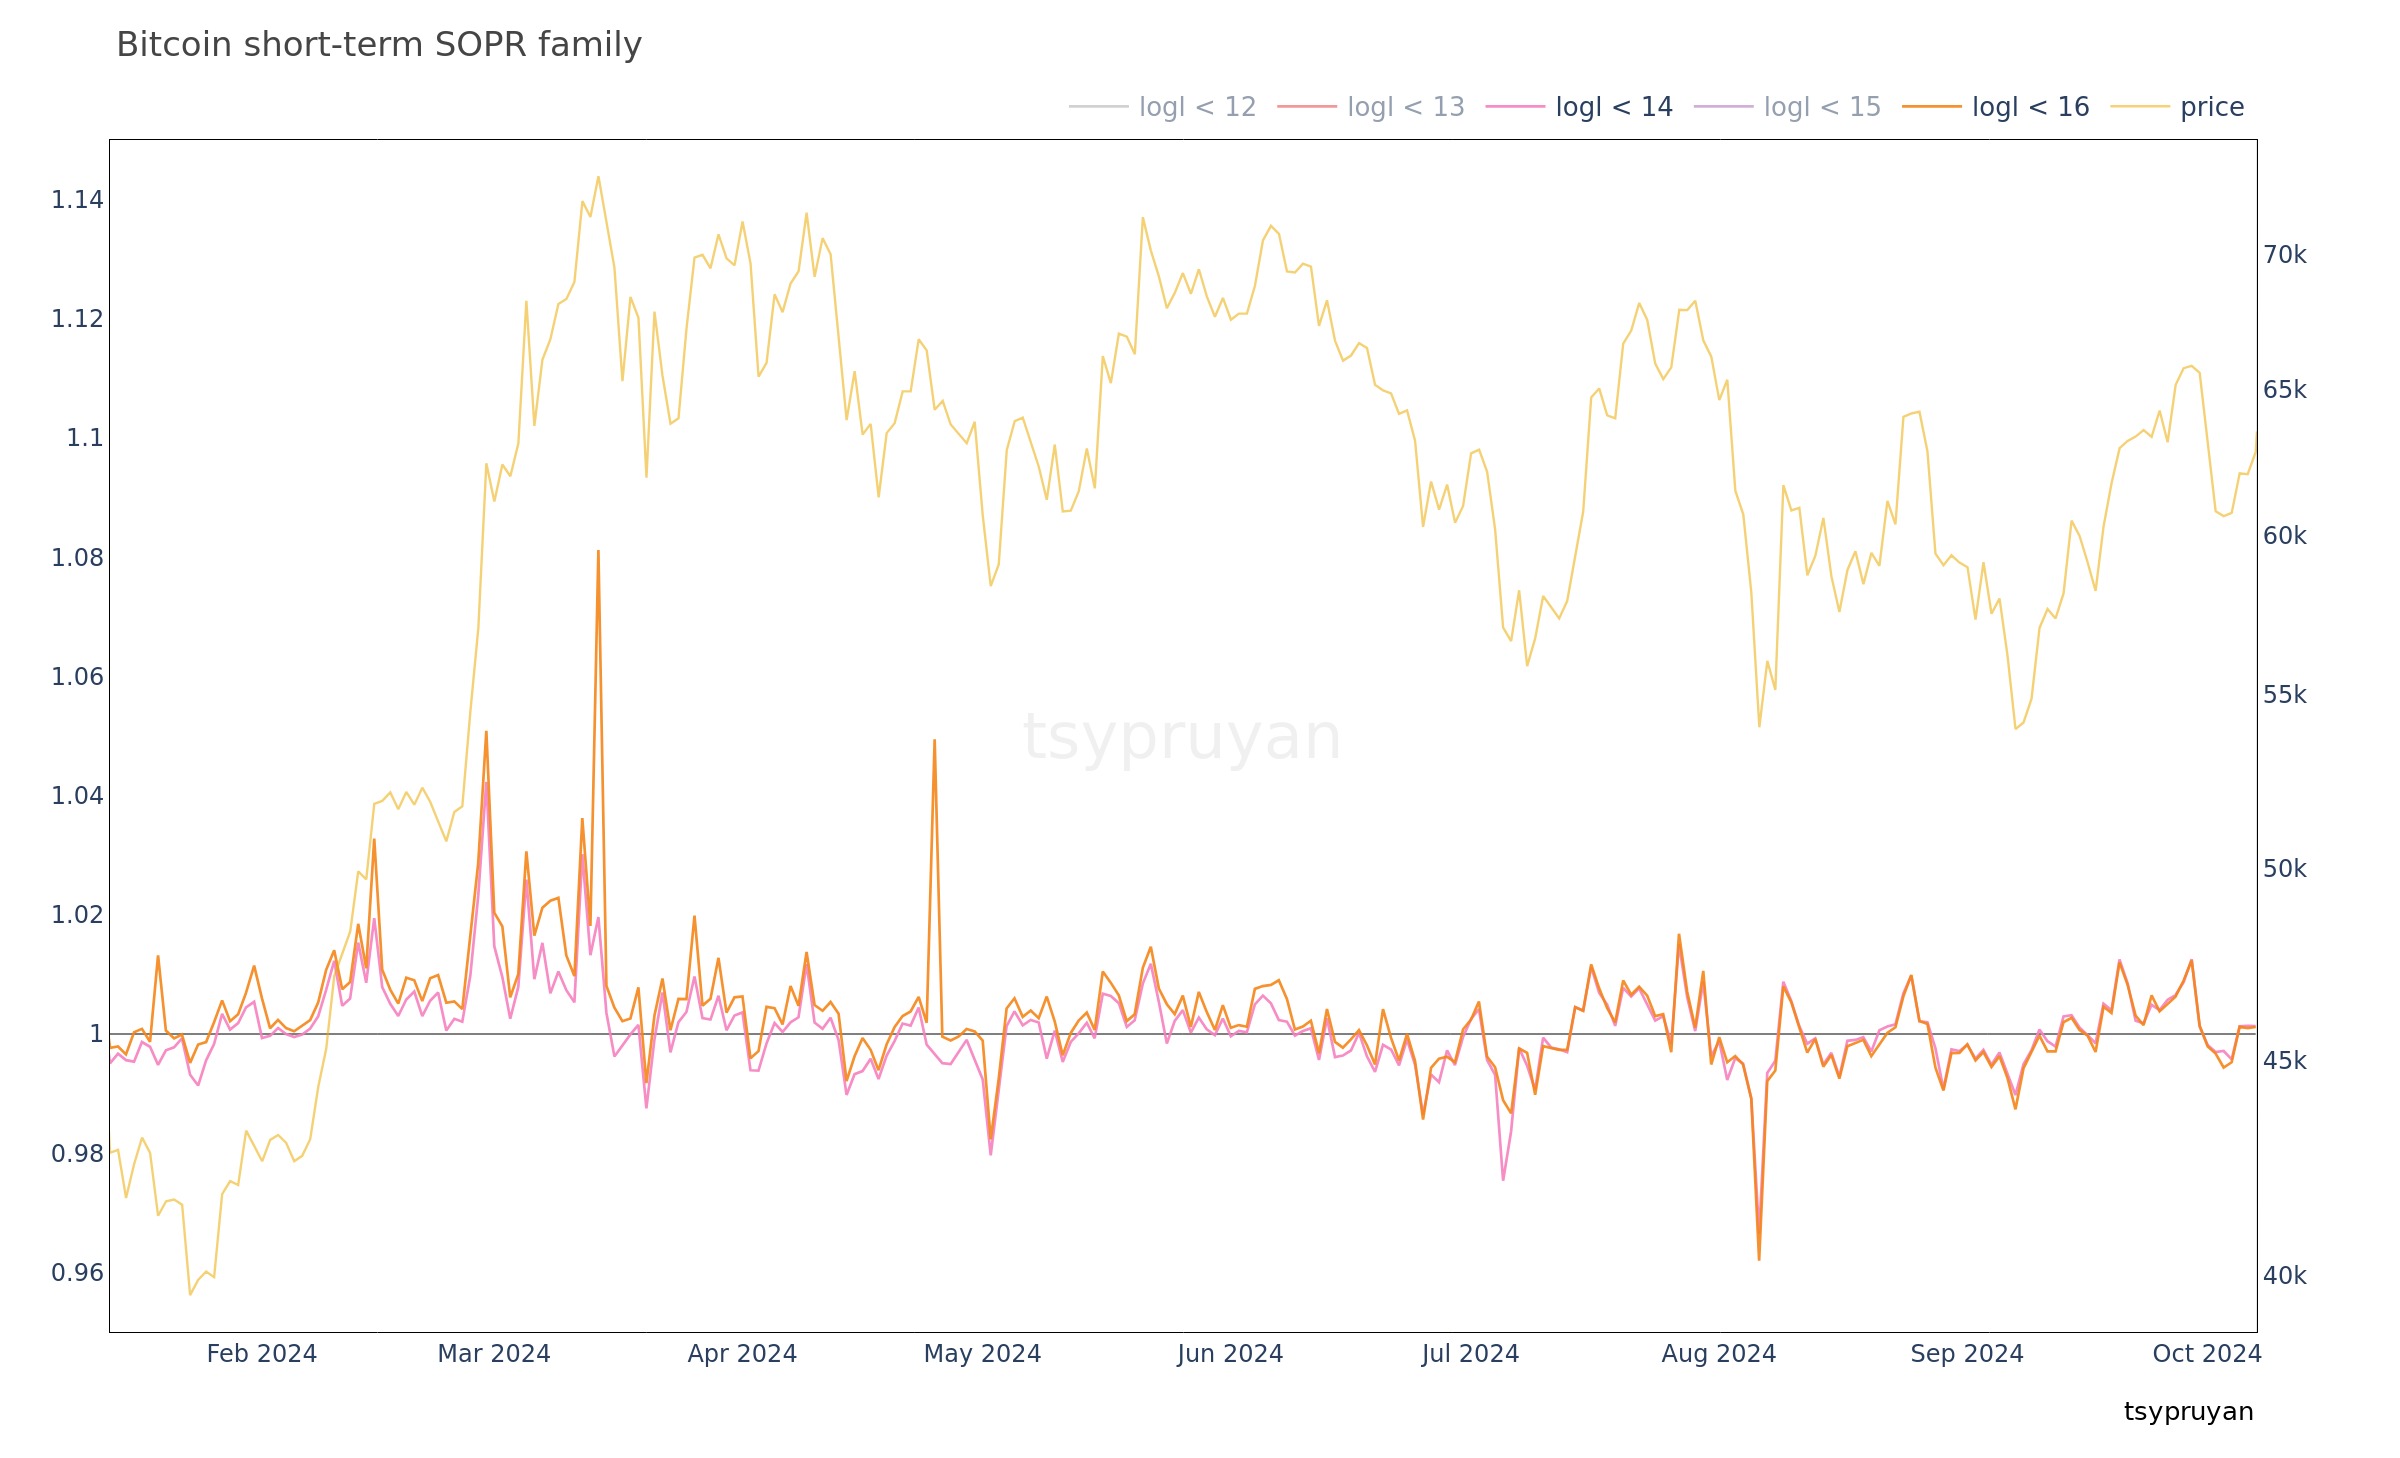 Bitcoin short-term SOPR family
logl < 12 logl < 13 logl < 14 logl < 15 logl < 16 price
1.14
70k
1.12
65k
1.1
60k
1.08
1.06
55k
tsypruyan
1.04
50k
1.02
1
45k
0.98
0.96
40k
Feb 2024 Mar 2024 Apr 2024 May 2024 Jun 2024 Jul 2024 Aug 2024 Sep 2024 Oct 2024
tsypruyan